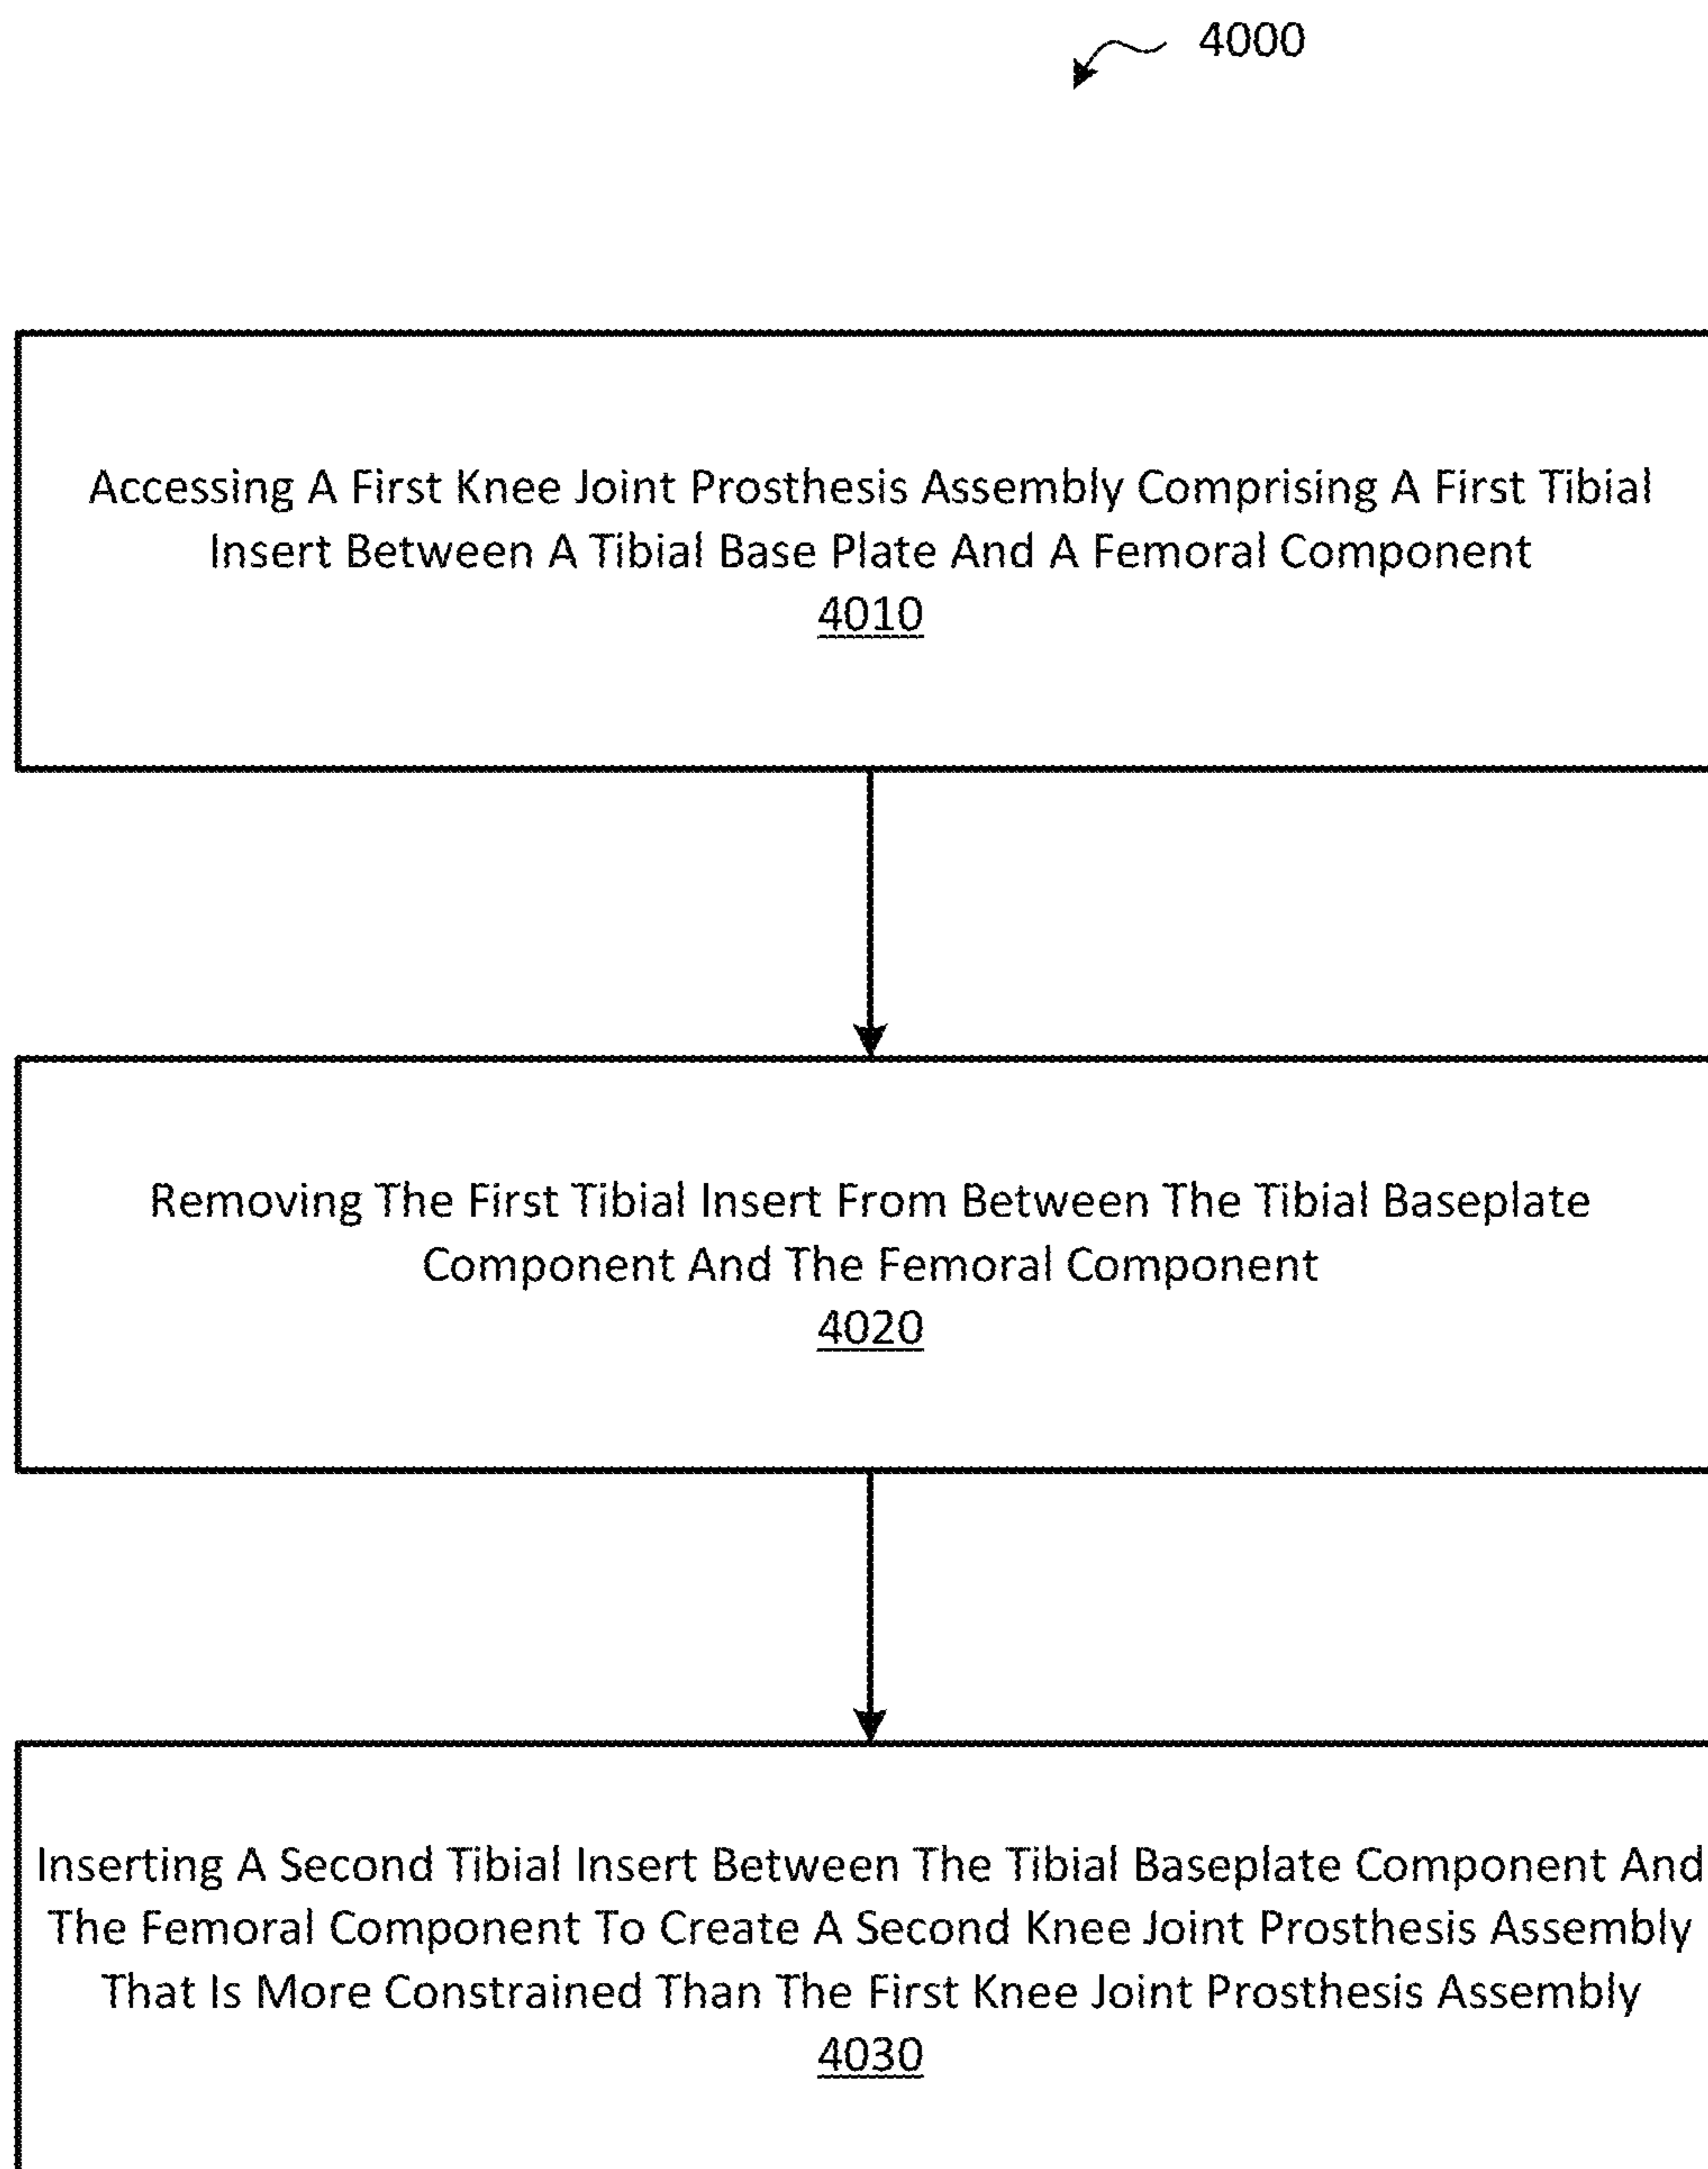 4000
Accessing A First Knee Joint Prosthesis Assembly Comprising A First Tibial
Insert Between A Tibial Base Plate And A Femoral Component
4010
Removing The First Tibial Insert From Between The Tibial Baseplate
Component And The Femoral Component
4020
Inserting A Second Tibial Insert Between The Tibial Baseplate Component And
The Femoral Component To Create A Second Knee Joint Prosthesis Assembly
That Is More Constrained Than The First Knee Joint Prosthesis Assembly
4030